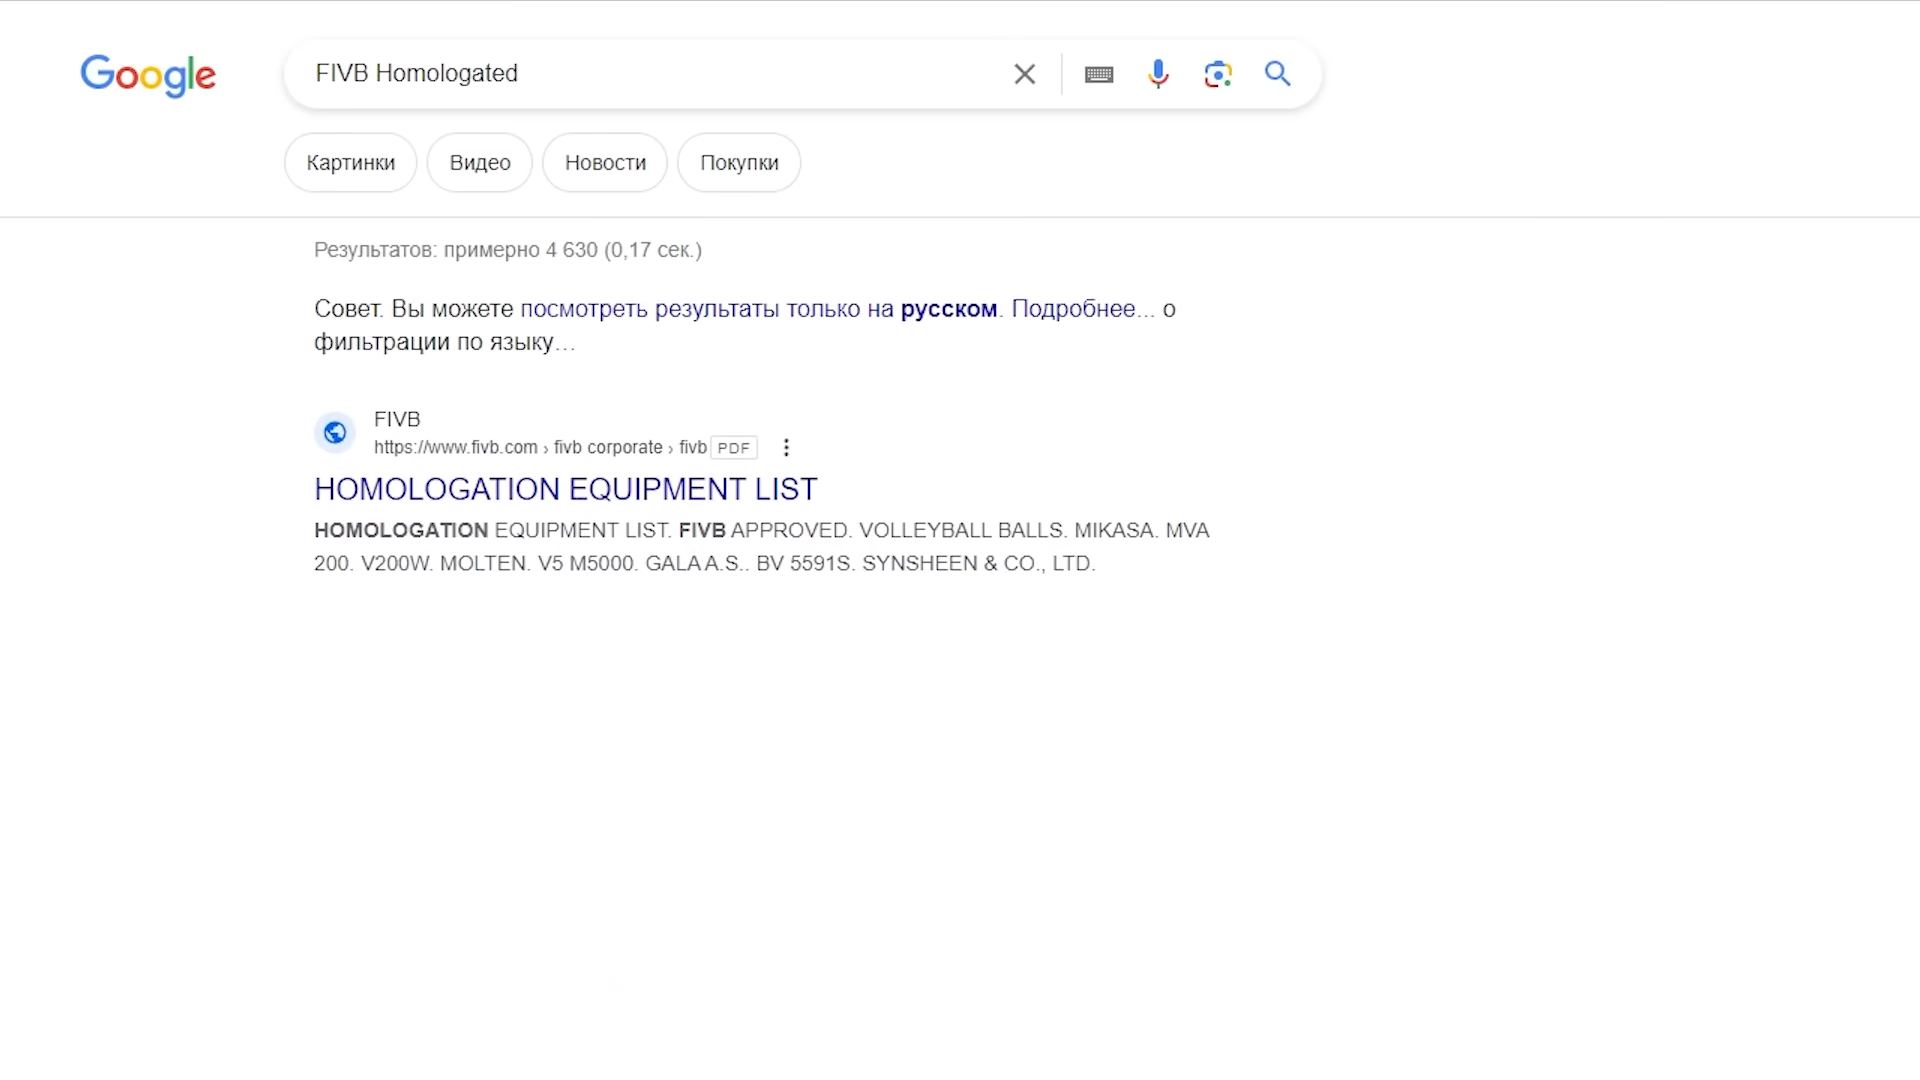 Google
FIVB Homologated
Картинки
Видео
Новости
Покупки
Результатов: примерно 4 630 (0,17 сек.)
Совет. Вы можете посмотреть результаты только на русском. Подробнее... о
фильтрации по языку…
FIVB
https://www.fivb.com › fivb corporate › fivb PDF
HOMOLOGATION EQUIPMENT LIST
HOMOLOGATION EQUIPMENT LIST. FIVB APPROVED. VOLLEYBALL BALLS. MIKASA. MVA
200. V200W. MOLTEN. V5 M5000. GALA A.S.. BV 5591S. SYNSHEEN & CO., LTD.